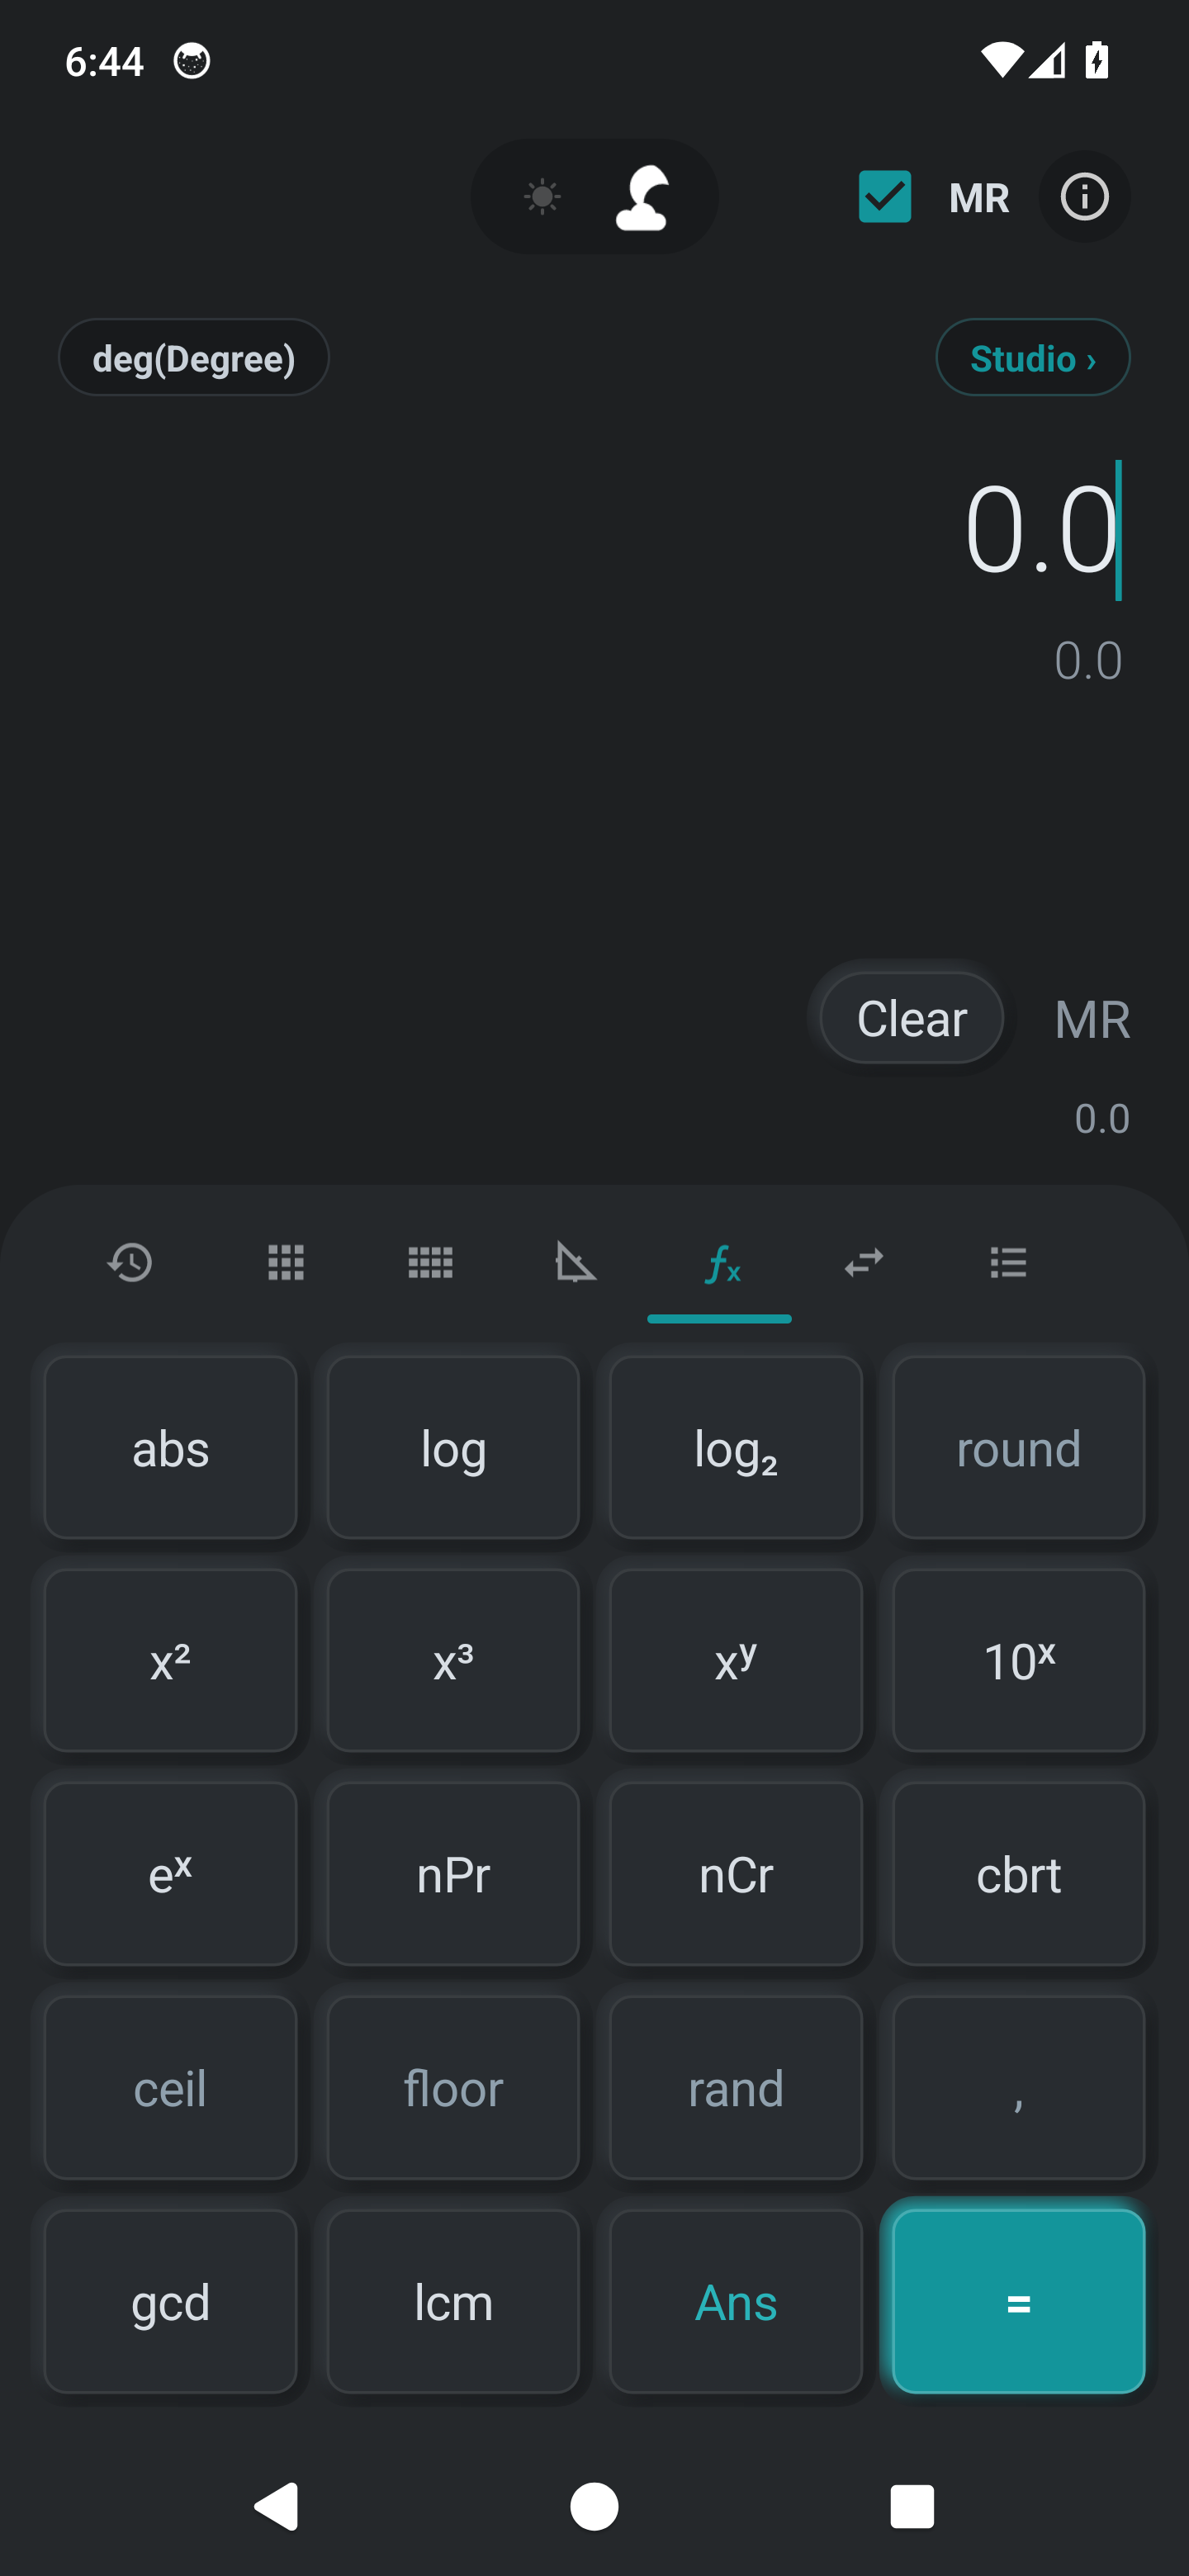 6:44
MR
deg(Degree)
Studio ›
0.0
0.0
Clear
MR
0.0
fx
abs
log
log₂
round
x²
x³
xʸ
10ˣ
eˣ
nPr
nCr
cbrt
ceil
floor
rand
,
gcd
lcm
Ans
=